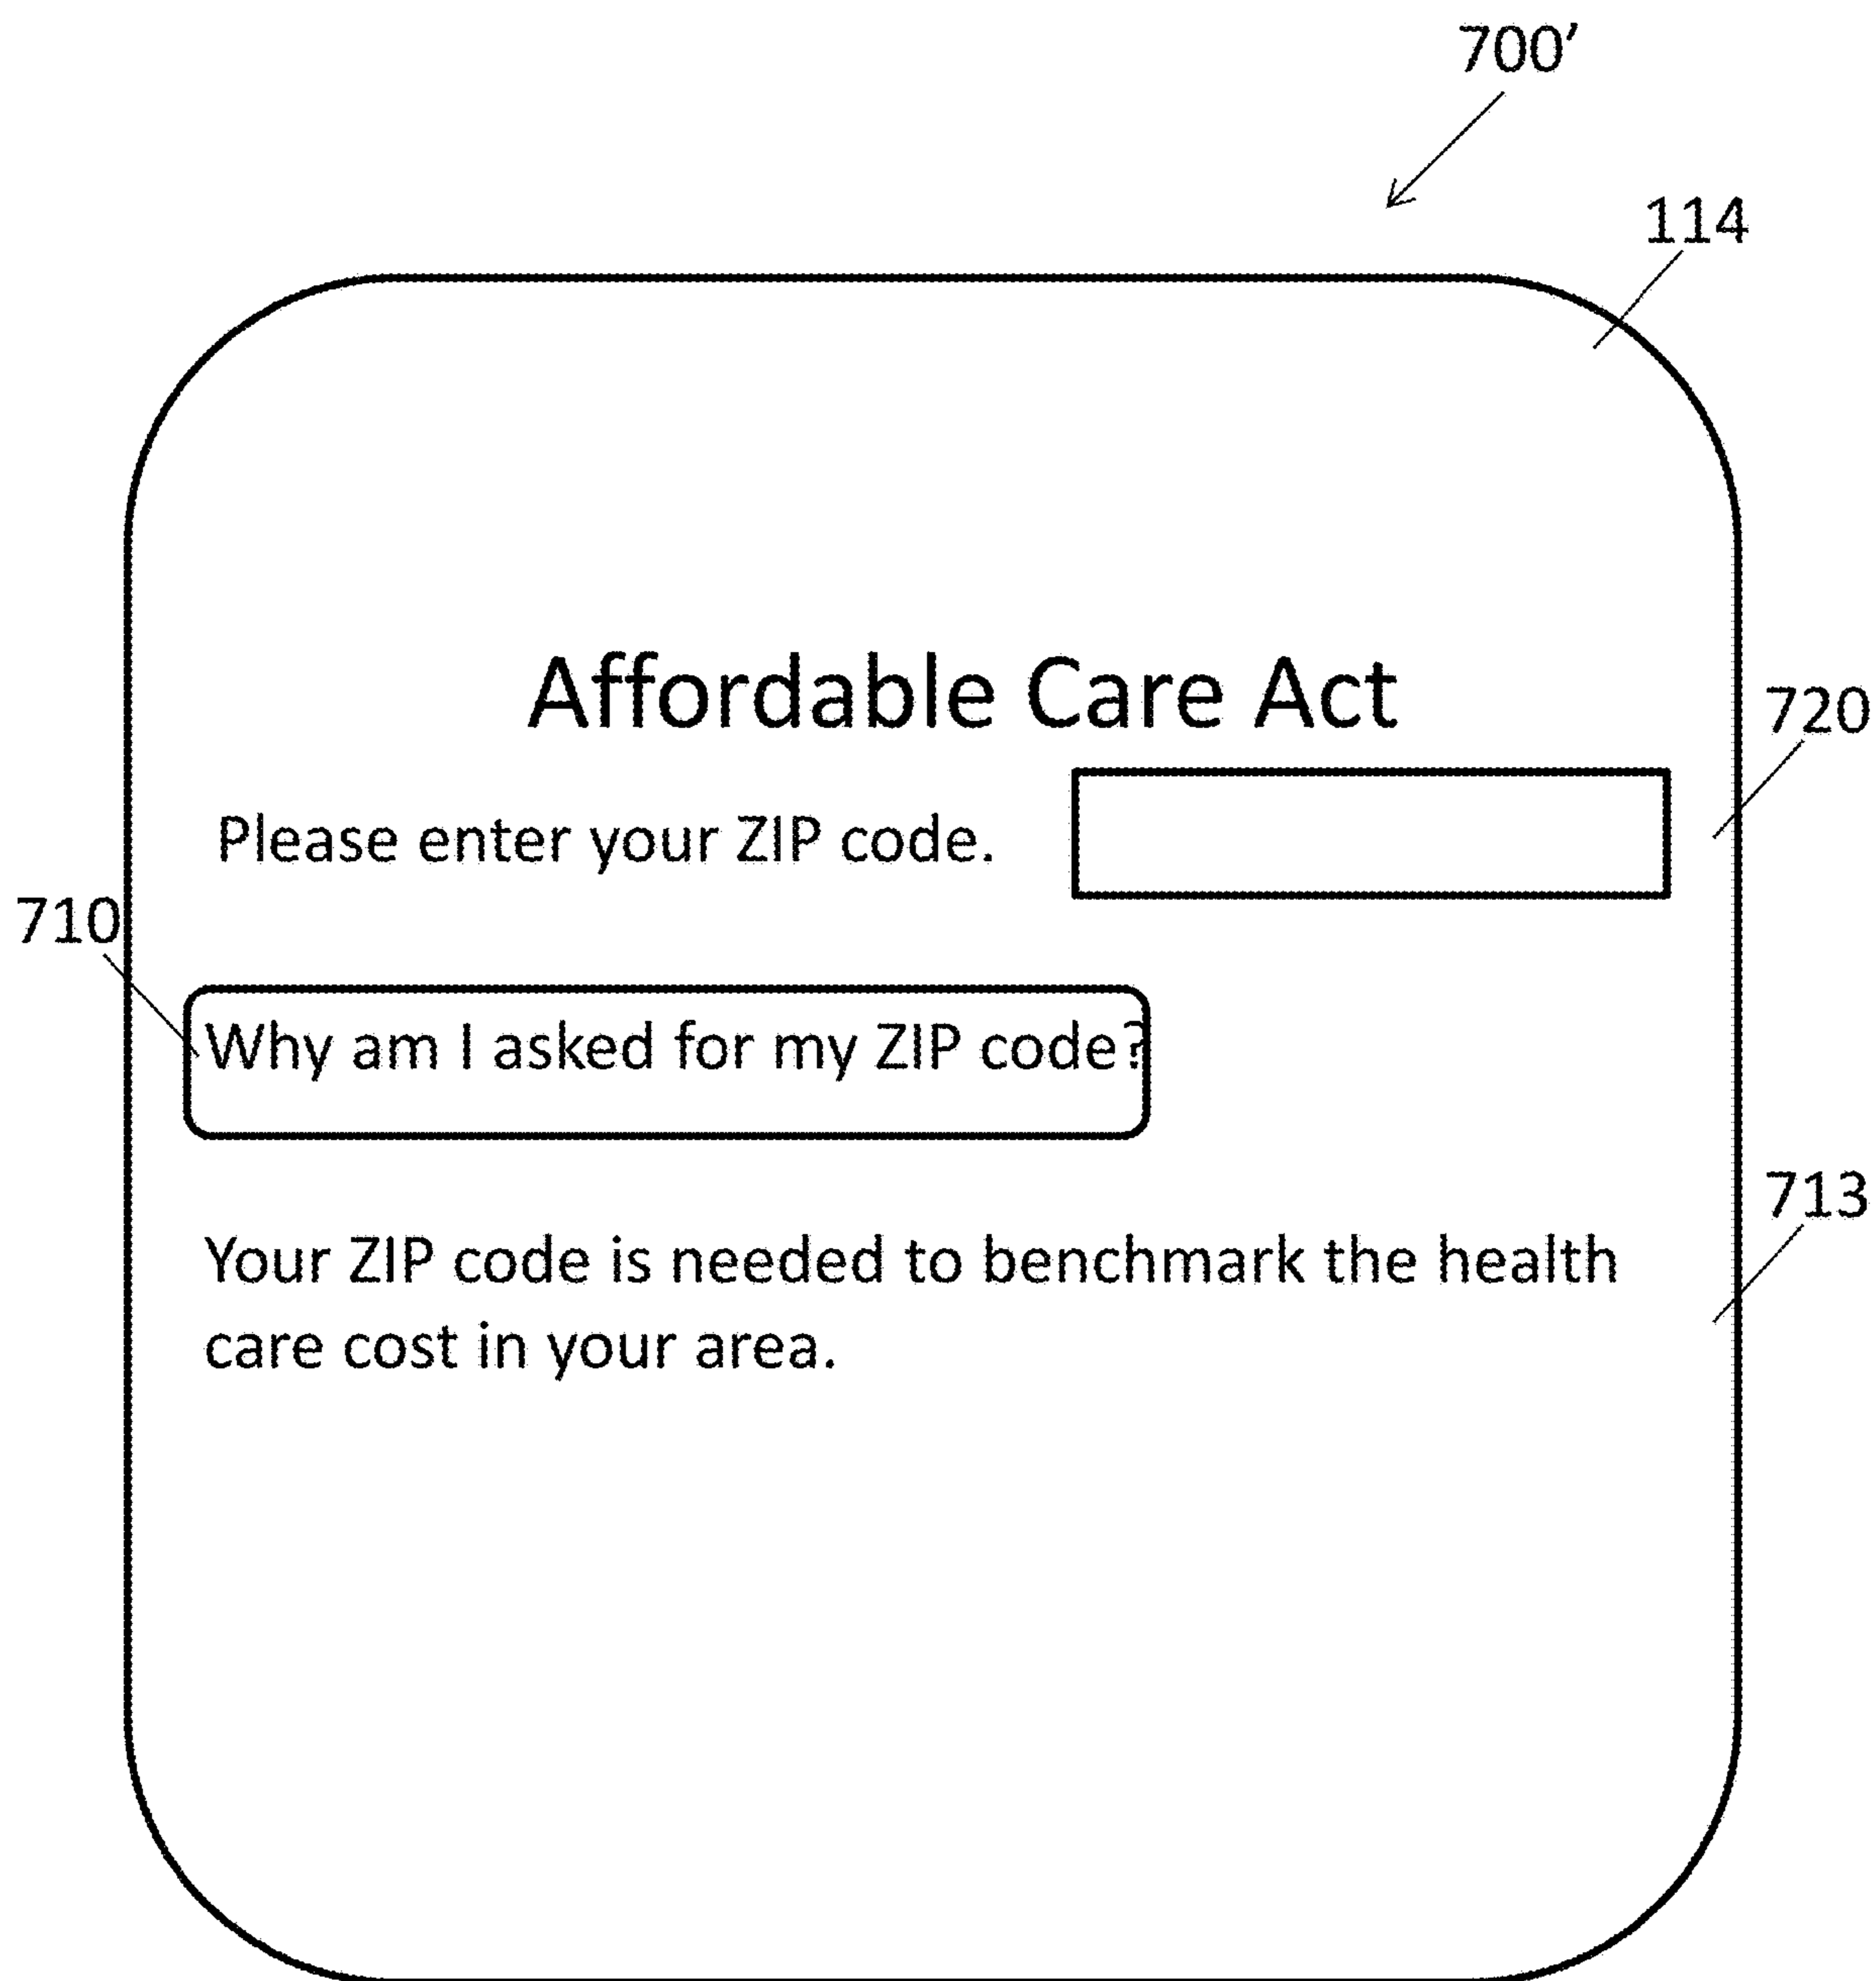 700’
114
Affordable Care Act
720
Please enter your ZIP code.
710
Why am I asked for my ZIP code?
713
Your ZIP code is needed to benchmark the health
care cost in your area.